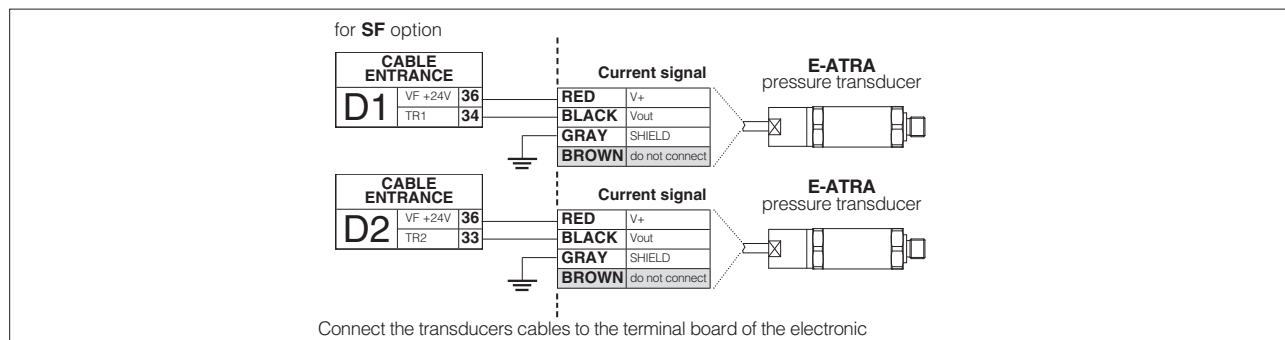 for SF option
CABLE ENTRANCE
D1
VF +24V 36
TR1 34
Current signal
RED V+
BLACK Vout
GRAY SHIELD
BROWN do not connect
E-ATRA
pressure transducer
CABLE ENTRANCE
D2
VF +24V 36
TR2 33
Current signal
RED V+
BLACK Vout
GRAY SHIELD
BROWN do not connect
E-ATRA
pressure transducer
Connect the transducers cables to the terminal board of the electronic